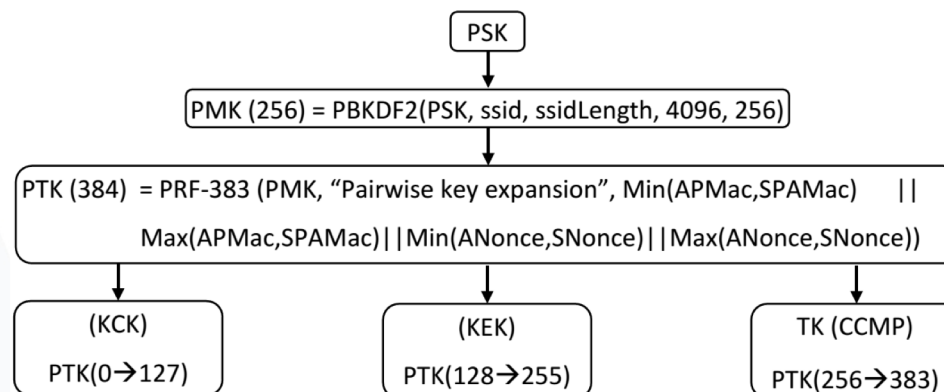 PSK
PMK (256) = PBKDF2(PSK, ssid, ssidLength, 4096, 256)
PTK (384) = PRF-383 (PMK, “Pairwise key expansion”, Min(APMac,SPAMac) ||
Max(APMac,SPAMac)||Min(ANonce,SNonce)||Max(ANonce,SNonce))
(KCK)
PTK(0→127)
(KEK)
PTK(128→255)
TK (CCMP)
PTK(256→383)